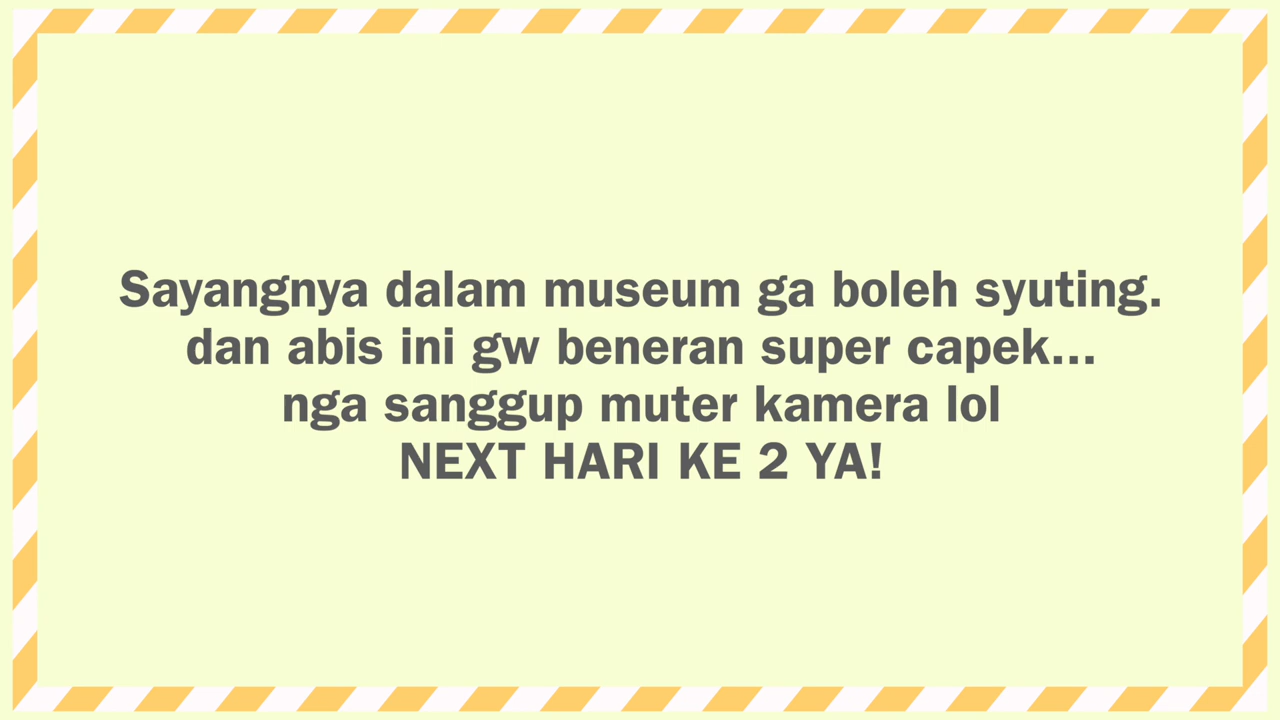 Sayangnya dalam museum ga boleh syuting.
dan abis ini gw beneran super capek...
nga sanggup muter kamera lol
NEXT HARI KE 2 YA!